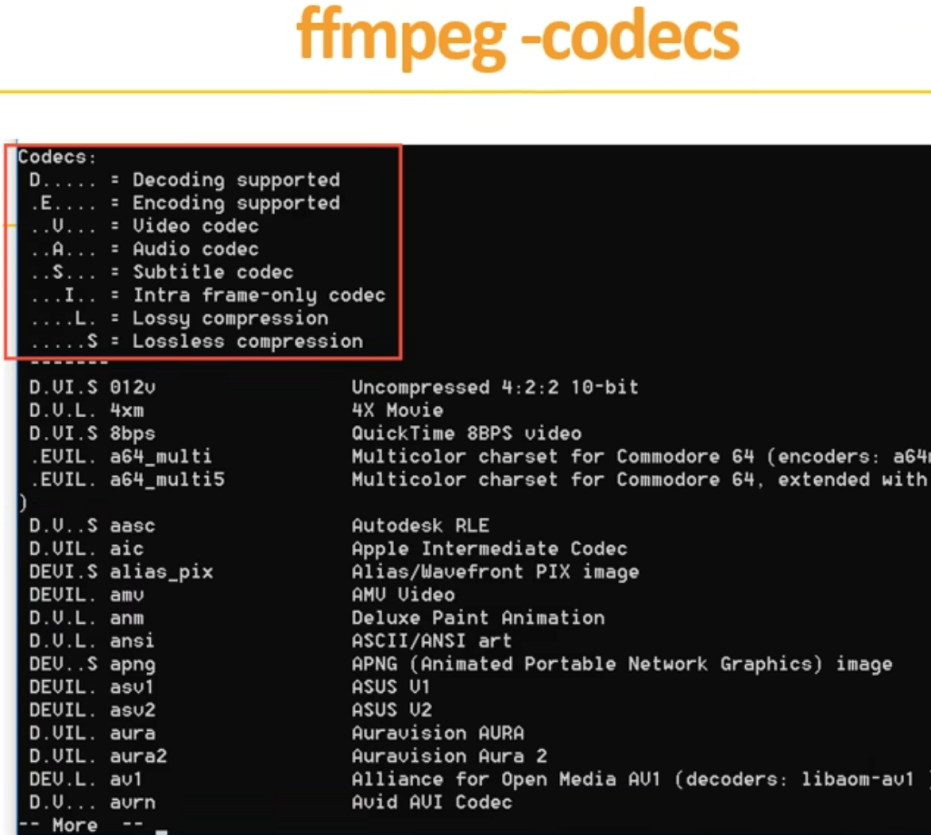 ffmpeg -codecs
Codecs:
D..... = Decoding supported
.E.... = Encoding supported
..V... = Video codec
..A... = Audio codec
..S... = Subtitle codec
...I.. = Intra frame-only codec
....L. = Lossy compression
.....S = Lossless compression
-------
D.VI.S 012v Uncompressed 4:2:2 10-bit
D.V.L. 4xm 4X Movie
D.VI.S 8bps QuickTime 8BPS video
.EVIL. a64_multi Multicolor charset for Commodore 64 (encoders: a64m
.EVIL. a64_multi5 Multicolor charset for Commodore 64, extended with
)
D.V..S aasc Autodesk RLE
D.VIL. aic Apple Intermediate Codec
DEVI.S alias_pix Alias/Wavefront PIX image
DEVIL. amv AMV Video
D.V.L. anm Deluxe Paint Animation
D.V.L. ansi ASCII/ANSI art
DEV..S apng APNG (Animated Portable Network Graphics) image
DEVIL. asv1 ASUS V1
DEVIL. asv2 ASUS V2
D.VIL. aura Auravision AURA
D.VIL. aura2 Auravision Aura 2
DEV.L. av1 Alliance for Open Media AV1 (decoders: libaom-av1 )
D.V... avrn Avid AVI Codec
-- More --